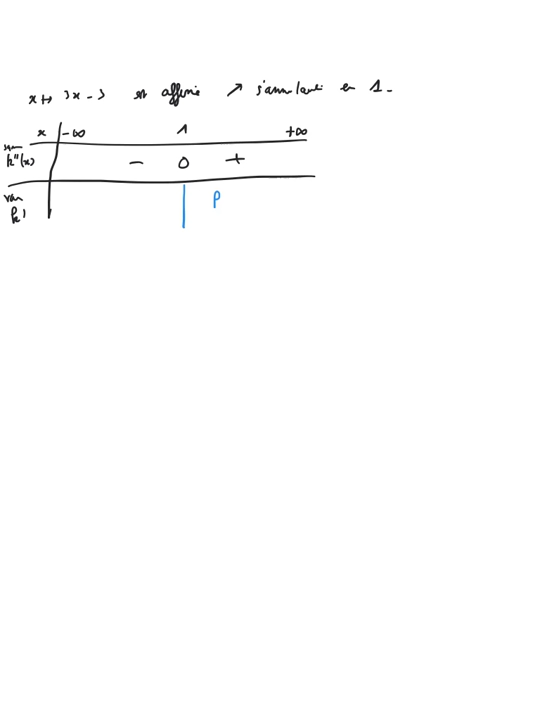 x ↦ 3x - 3 est affine ↗ s'annulant en 1.
x | -∞ 1 +∞
sgn
h''(x) - 0 +
var
h'